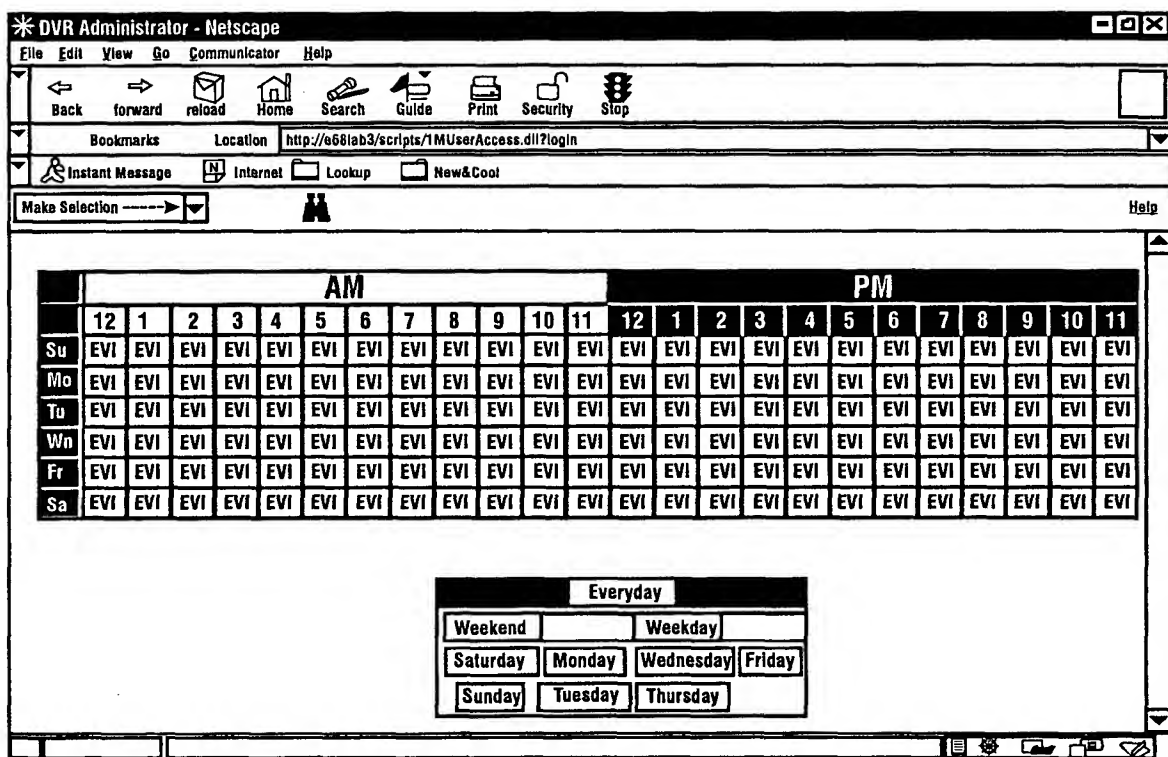 DVR Administrator - Netscape
File Edit View Go Communicator Help
Back forward reload Home Search Guide Print Security Stop
Bookmarks Location http://e68lab3/scripts/1MUserAccess.dll?login
Instant Message N Internet Lookup New&Cool
Make Selection -----> Help
AM PM
12 1 2 3 4 5 6 7 8 9 10 11 12 1 2 3 4 5 6 7 8 9 10 11
Su EVI EVI EVI EVI EVI EVI EVI EVI EVI EVI EVI EVI EVI EVI EVI EVI EVI EVI EVI EVI EVI EVI EVI EVI
Mo EVI EVI EVI EVI EVI EVI EVI EVI EVI EVI EVI EVI EVI EVI EVI EVI EVI EVI EVI EVI EVI EVI EVI EVI
Tu EVI EVI EVI EVI EVI EVI EVI EVI EVI EVI EVI EVI EVI EVI EVI EVI EVI EVI EVI EVI EVI EVI EVI EVI
Wn EVI EVI EVI EVI EVI EVI EVI EVI EVI EVI EVI EVI EVI EVI EVI EVI EVI EVI EVI EVI EVI EVI EVI EVI
Fr EVI EVI EVI EVI EVI EVI EVI EVI EVI EVI EVI EVI EVI EVI EVI EVI EVI EVI EVI EVI EVI EVI EVI EVI
Sa EVI EVI EVI EVI EVI EVI EVI EVI EVI EVI EVI EVI EVI EVI EVI EVI EVI EVI EVI EVI EVI EVI EVI EVI
Everyday
Weekend Weekday
Saturday Monday Wednesday Friday
Sunday Tuesday Thursday